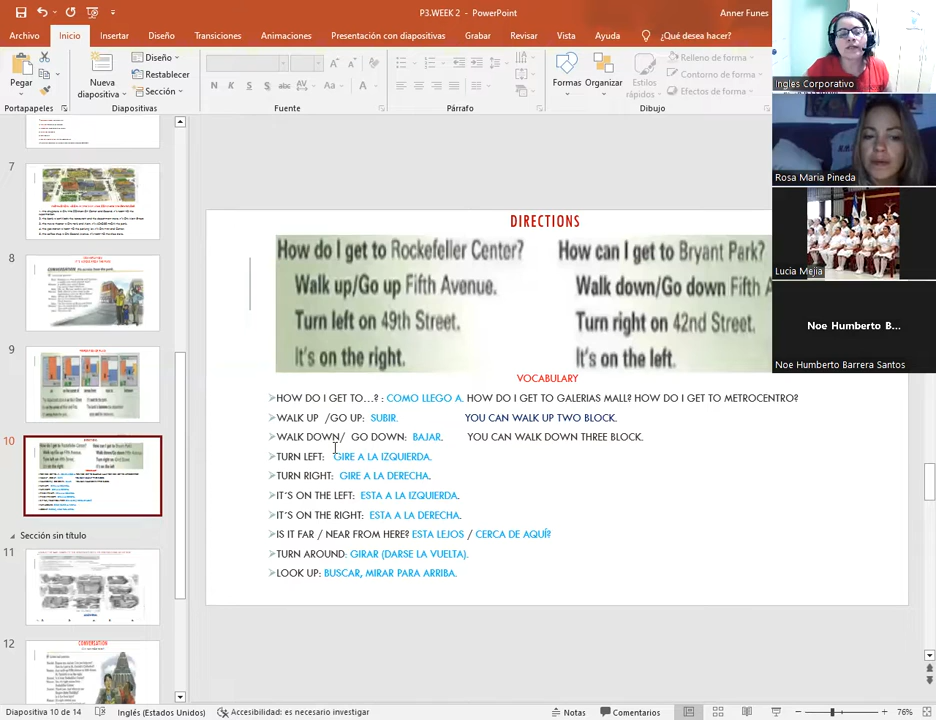 P3.WEEK 2 - PowerPoint
Anner Funes
Archivo Inicio Insertar Diseño Transiciones Animaciones Presentación con diapositivas Grabar Revisar Vista Ayuda ¿Qué desea hacer?
Pegar
Nueva diapositiva
Diseño
Restablecer
Sección
N K S S abc AV Aa A
Formas
Organizar
Estilos rápidos
Relleno de forma
Contorno de forma
Efectos de forma
Portapapeles Diapositivas Fuente Párrafo Dibujo
Ingles Corporativo
Rosa Maria Pineda
Lucia Mejia
Noe Humberto B...
Noe Humberto Barrera Santos
7
8
9
10
Sección sin título
11
12
CONVERSATION
DIRECTIONS
How do I get to Rockefeller Center?
Walk up/Go up Fifth Avenue.
Turn left on 49th Street.
It's on the right.
How can I get to Bryant Park?
Walk down/Go down Fifth A
Turn right on 42nd Street.
It's on the left.
VOCABULARY
➢HOW DO I GET TO…? : COMO LLEGO A. HOW DO I GET TO GALERIAS MALL? HOW DO I GET TO METROCENTRO?
➢WALK UP /GO UP: SUBIR. YOU CAN WALK UP TWO BLOCK.
➢WALK DOWN/ GO DOWN: BAJAR. YOU CAN WALK DOWN THREE BLOCK.
➢TURN LEFT: GIRE A LA IZQUIERDA.
➢TURN RIGHT: GIRE A LA DERECHA.
➢IT´S ON THE LEFT: ESTA A LA IZQUIERDA.
➢IT´S ON THE RIGHT: ESTA A LA DERECHA.
➢IS IT FAR / NEAR FROM HERE? ESTA LEJOS / CERCA DE AQUÍ?
➢TURN AROUND: GIRAR (DARSE LA VUELTA).
➢LOOK UP: BUSCAR, MIRAR PARA ARRIBA.
Diapositiva 10 de 14 Inglés (Estados Unidos) Accesibilidad: es necesario investigar Notas Comentarios 76%